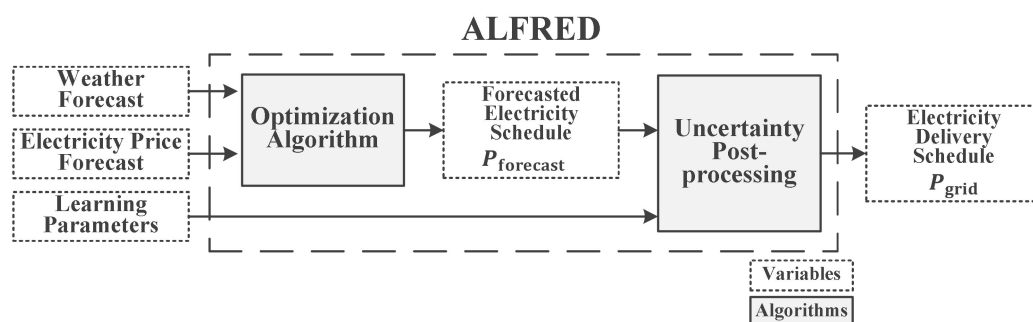 ALFRED
Weather
Forecast
Electricity Price
Forecast
Learning
Parameters
Optimization
Algorithm
Forecasted
Electricity
Schedule
P_forecast
Uncertainty
Post-
processing
Electricity
Delivery
Schedule
P_grid
Variables
Algorithms